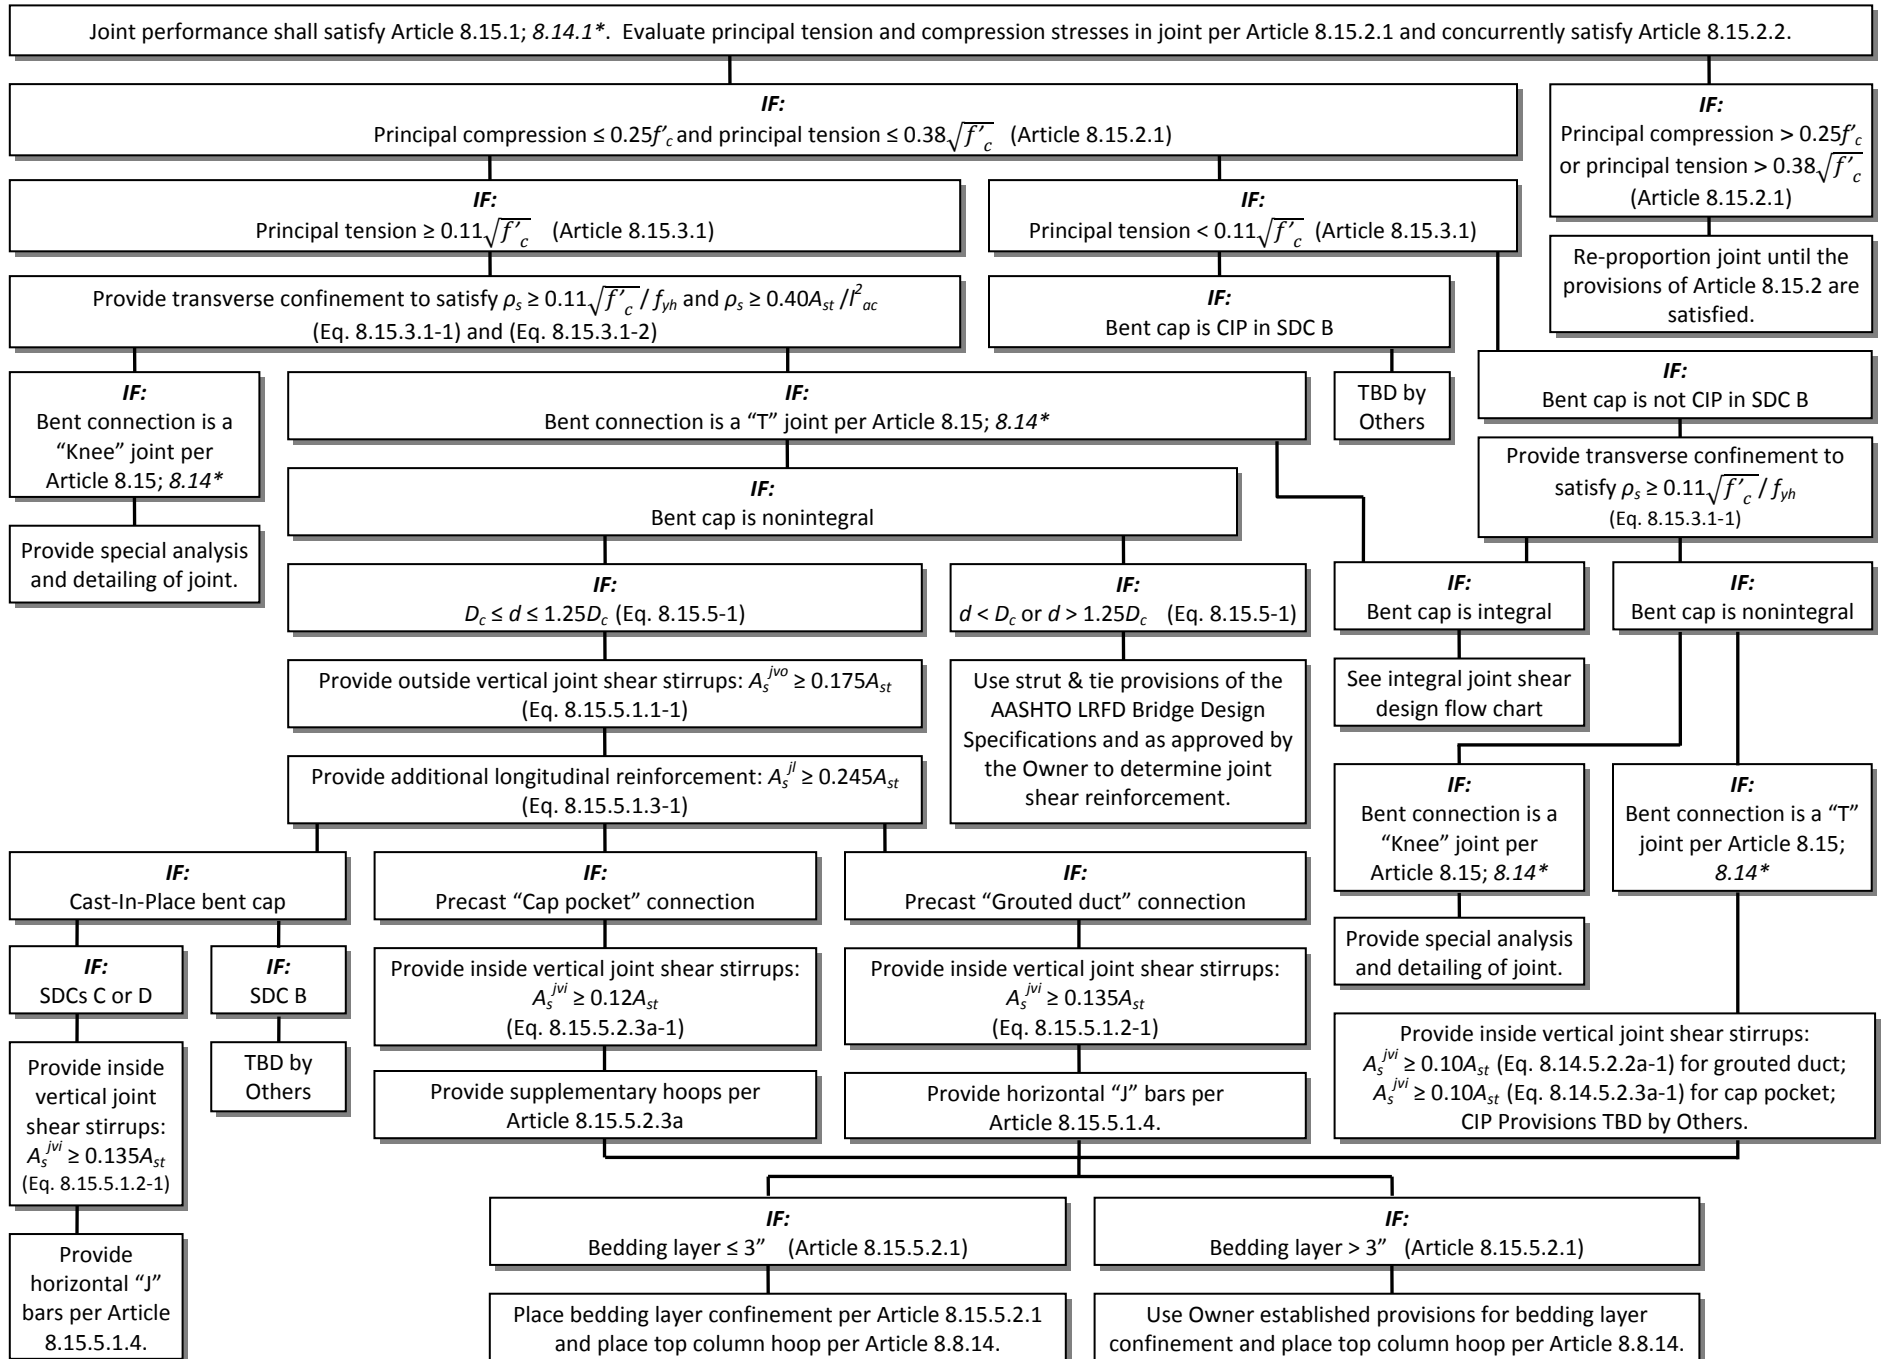 Joint performance shall satisfy Article 8.15.1; 8.14.1*. Evaluate principal tension and compression stresses in joint per Article 8.15.2.1 and concurrently satisfy Article 8.15.2.2.
IF:
Principal compression ≤ 0.25f'c and principal tension ≤ 0.38√f'c (Article 8.15.2.1)
IF:
Principal compression > 0.25f'c
or principal tension > 0.38√f'c
(Article 8.15.2.1)
Re-proportion joint until the
provisions of Article 8.15.2 are
satisfied.
IF:
Principal tension ≥ 0.11√f'c (Article 8.15.3.1)
IF:
Principal tension < 0.11√f'c (Article 8.15.3.1)
Provide transverse confinement to satisfy ρs ≥ 0.11√f'c / fyh and ρs ≥ 0.40Ast /l²ac
(Eq. 8.15.3.1-1) and (Eq. 8.15.3.1-2)
IF:
Bent cap is CIP in SDC B
TBD by
Others
IF:
Bent cap is not CIP in SDC B
Provide transverse confinement to
satisfy ρs ≥ 0.11√f'c / fyh
(Eq. 8.15.3.1-1)
IF:
Bent connection is a
“Knee” joint per
Article 8.15; 8.14*
Provide special analysis
and detailing of joint.
IF:
Bent connection is a “T” joint per Article 8.15; 8.14*
IF:
Bent cap is nonintegral
IF:
Dc ≤ d ≤ 1.25Dc (Eq. 8.15.5-1)
IF:
d < Dc or d > 1.25Dc (Eq. 8.15.5-1)
IF:
Bent cap is integral
IF:
Bent cap is nonintegral
Provide outside vertical joint shear stirrups: As^jvo ≥ 0.175Ast
(Eq. 8.15.5.1.1-1)
Use strut & tie provisions of the
AASHTO LRFD Bridge Design
Specifications and as approved by
the Owner to determine joint
shear reinforcement.
See integral joint shear
design flow chart
Provide additional longitudinal reinforcement: As^jl ≥ 0.245Ast
(Eq. 8.15.5.1.3-1)
IF:
Bent connection is a
“Knee” joint per
Article 8.15; 8.14*
IF:
Bent connection is a “T”
joint per Article 8.15;
8.14*
IF:
Cast-In-Place bent cap
IF:
Precast “Cap pocket” connection
IF:
Precast “Grouted duct” connection
Provide special analysis
and detailing of joint.
IF:
SDCs C or D
IF:
SDC B
Provide inside vertical joint shear stirrups:
As^jvi ≥ 0.12Ast
(Eq. 8.15.5.2.3a-1)
Provide inside vertical joint shear stirrups:
As^jvi ≥ 0.135Ast
(Eq. 8.15.5.1.2-1)
Provide inside vertical joint shear stirrups:
As^jvi ≥ 0.10Ast (Eq. 8.14.5.2.2a-1) for grouted duct;
As^jvi ≥ 0.10Ast (Eq. 8.14.5.2.3a-1) for cap pocket;
CIP Provisions TBD by Others.
Provide inside
vertical joint
shear stirrups:
As^jvi ≥ 0.135Ast
(Eq. 8.15.5.1.2-1)
TBD by
Others
Provide supplementary hoops per
Article 8.15.5.2.3a
Provide horizontal “J” bars per
Article 8.15.5.1.4.
Provide
horizontal “J”
bars per Article
8.15.5.1.4.
IF:
Bedding layer ≤ 3” (Article 8.15.5.2.1)
IF:
Bedding layer > 3” (Article 8.15.5.2.1)
Place bedding layer confinement per Article 8.15.5.2.1
and place top column hoop per Article 8.8.14.
Use Owner established provisions for bedding layer
confinement and place top column hoop per Article 8.8.14.